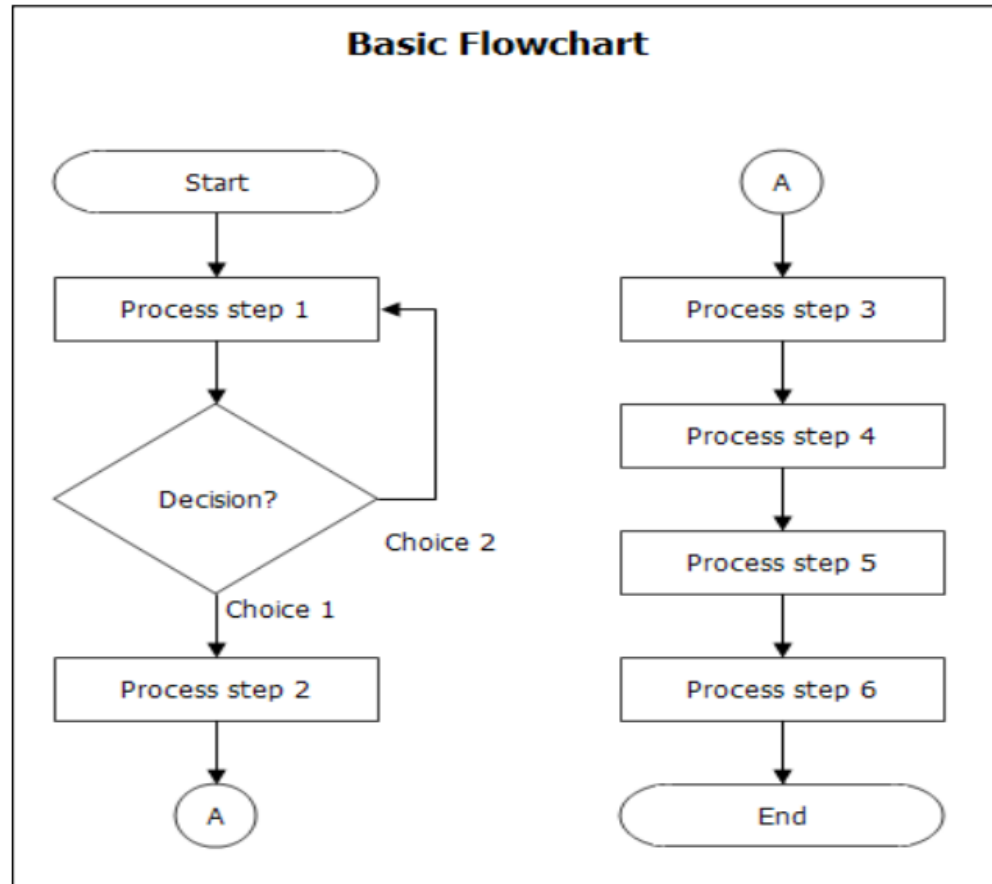 Basic Flowchart
Start
Process step 1
Decision?
Choice 2
Choice 1
Process step 2
A
A
Process step 3
Process step 4
Process step 5
Process step 6
End